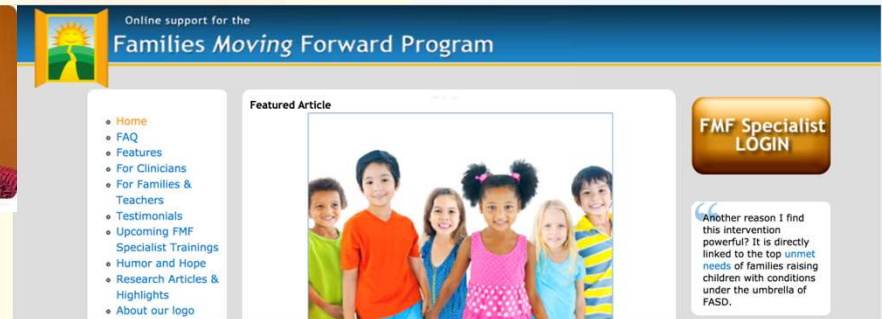 Online support for the
Families Moving Forward Program
Home
FAQ
Features
For Clinicians
For Families &
Teachers
Testimonials
Upcoming FMF
Specialist Trainings
Humor and Hope
Research Articles &
Highlights
About our logo
Featured Article
FMF Specialist
LOGIN
“Another reason I find
this intervention
powerful? It is directly
linked to the top unmet
needs of families raising
children with conditions
under the umbrella of
FASD.